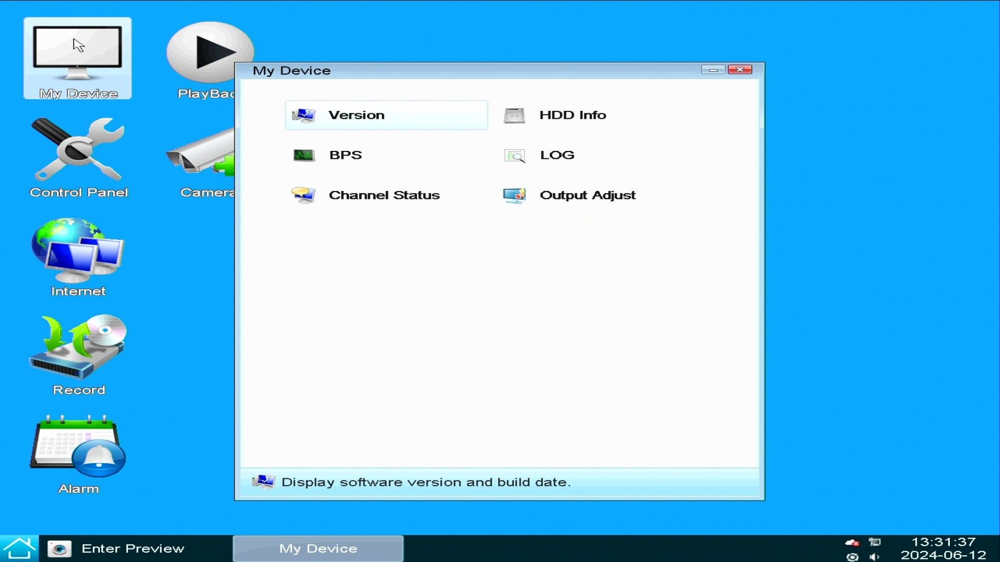 My Device
PlayBac
Control Panel
Camera
Internet
Record
Alarm
My Device
Version
HDD Info
BPS
LOG
Channel Status
Output Adjust
Display software version and build date.
Enter Preview
My Device
13:31:37
2024-06-12